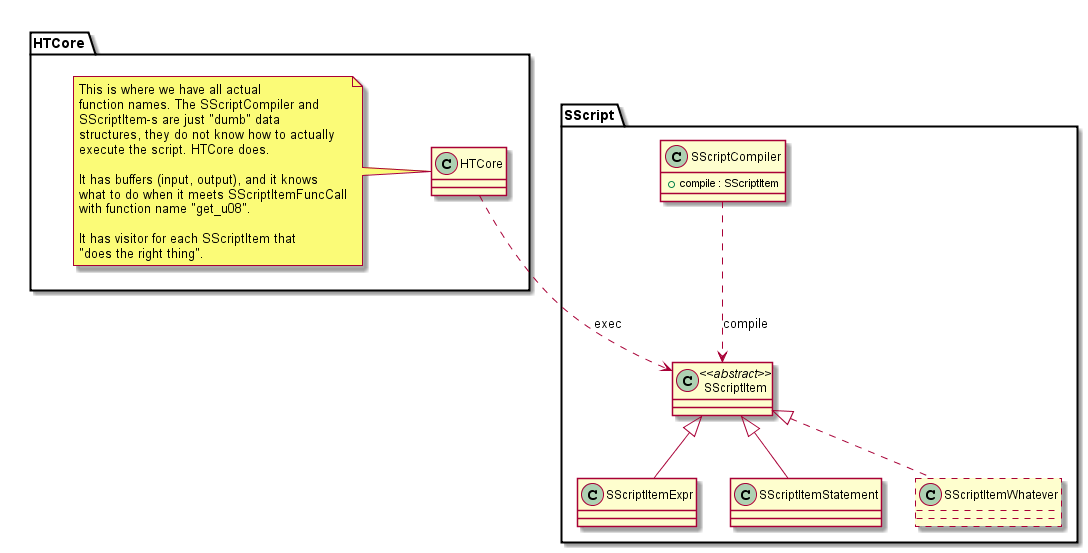 HTCore
This is where we have all actual
function names. The SScriptCompiler and
SScriptItem-s are just "dumb" data
structures, they do not know how to actually
execute the script. HTCore does.
It has buffers (input, output), and it knows
what to do when it meets SScriptItemFuncCall
with function name "get_u08".
It has visitor for each SScriptItem that
"does the right thing".
C HTCore
SScript
C SScriptCompiler
compile : SScriptItem
exec
compile
C <<abstract>>
SScriptItem
C SScriptItemExpr
C SScriptItemStatement
C SScriptItemWhatever